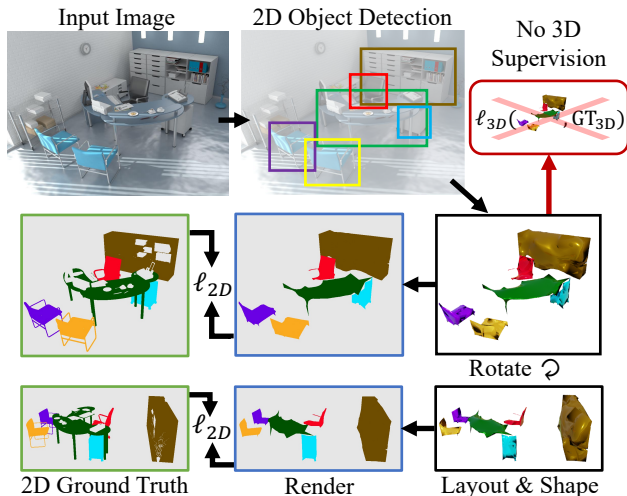 Input Image
2D Object Detection
No 3D
Supervision
ℓ3D( , GT3D)
ℓ2D
Rotate
ℓ2D
2D Ground Truth
Render
Layout & Shape